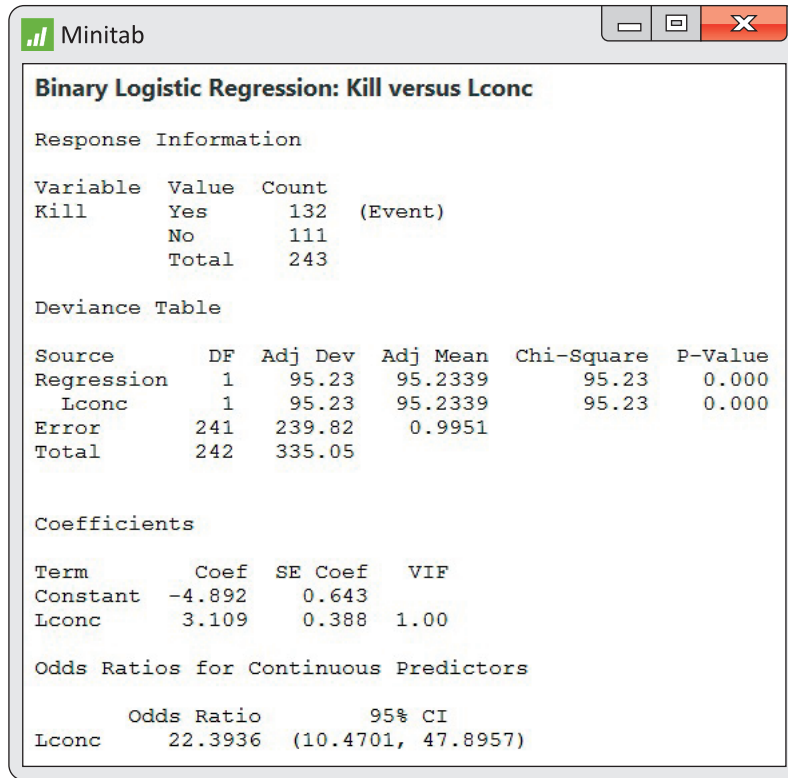 Minitab
Binary Logistic Regression: Kill versus Lconc
Response Information
Variable Value Count
Kill Yes 132 (Event)
No 111
Total 243
Deviance Table
Source DF Adj Dev Adj Mean Chi-Square P-Value
Regression 1 95.23 95.2339 95.23 0.000
Lconc 1 95.23 95.2339 95.23 0.000
Error 241 239.82 0.9951
Total 242 335.05
Coefficients
Term Coef SE Coef VIF
Constant -4.892 0.643
Lconc 3.109 0.388 1.00
Odds Ratios for Continuous Predictors
Odds Ratio 95% CI
Lconc 22.3936 (10.4701, 47.8957)